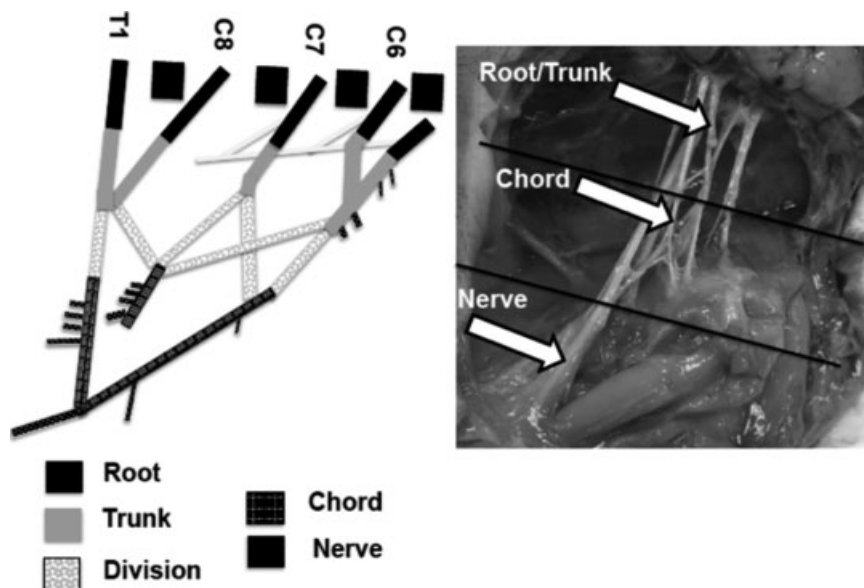 T1
C8
C7
C6
Root/Trunk
Chord
Nerve
Root
Trunk
Division
Chord
Nerve